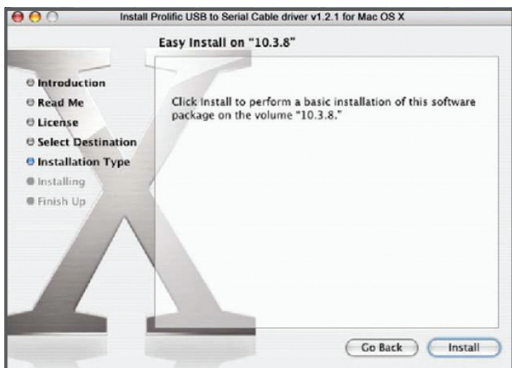 Install Prolific USB to Serial Cable driver v1.2.1 for Mac OS X
Easy Install on "10.3.8"
Introduction
Read Me
License
Select Destination
Installation Type
Installing
Finish Up
Click Install to perform a basic installation of this software
package on the volume "10.3.8."
Go Back
Install